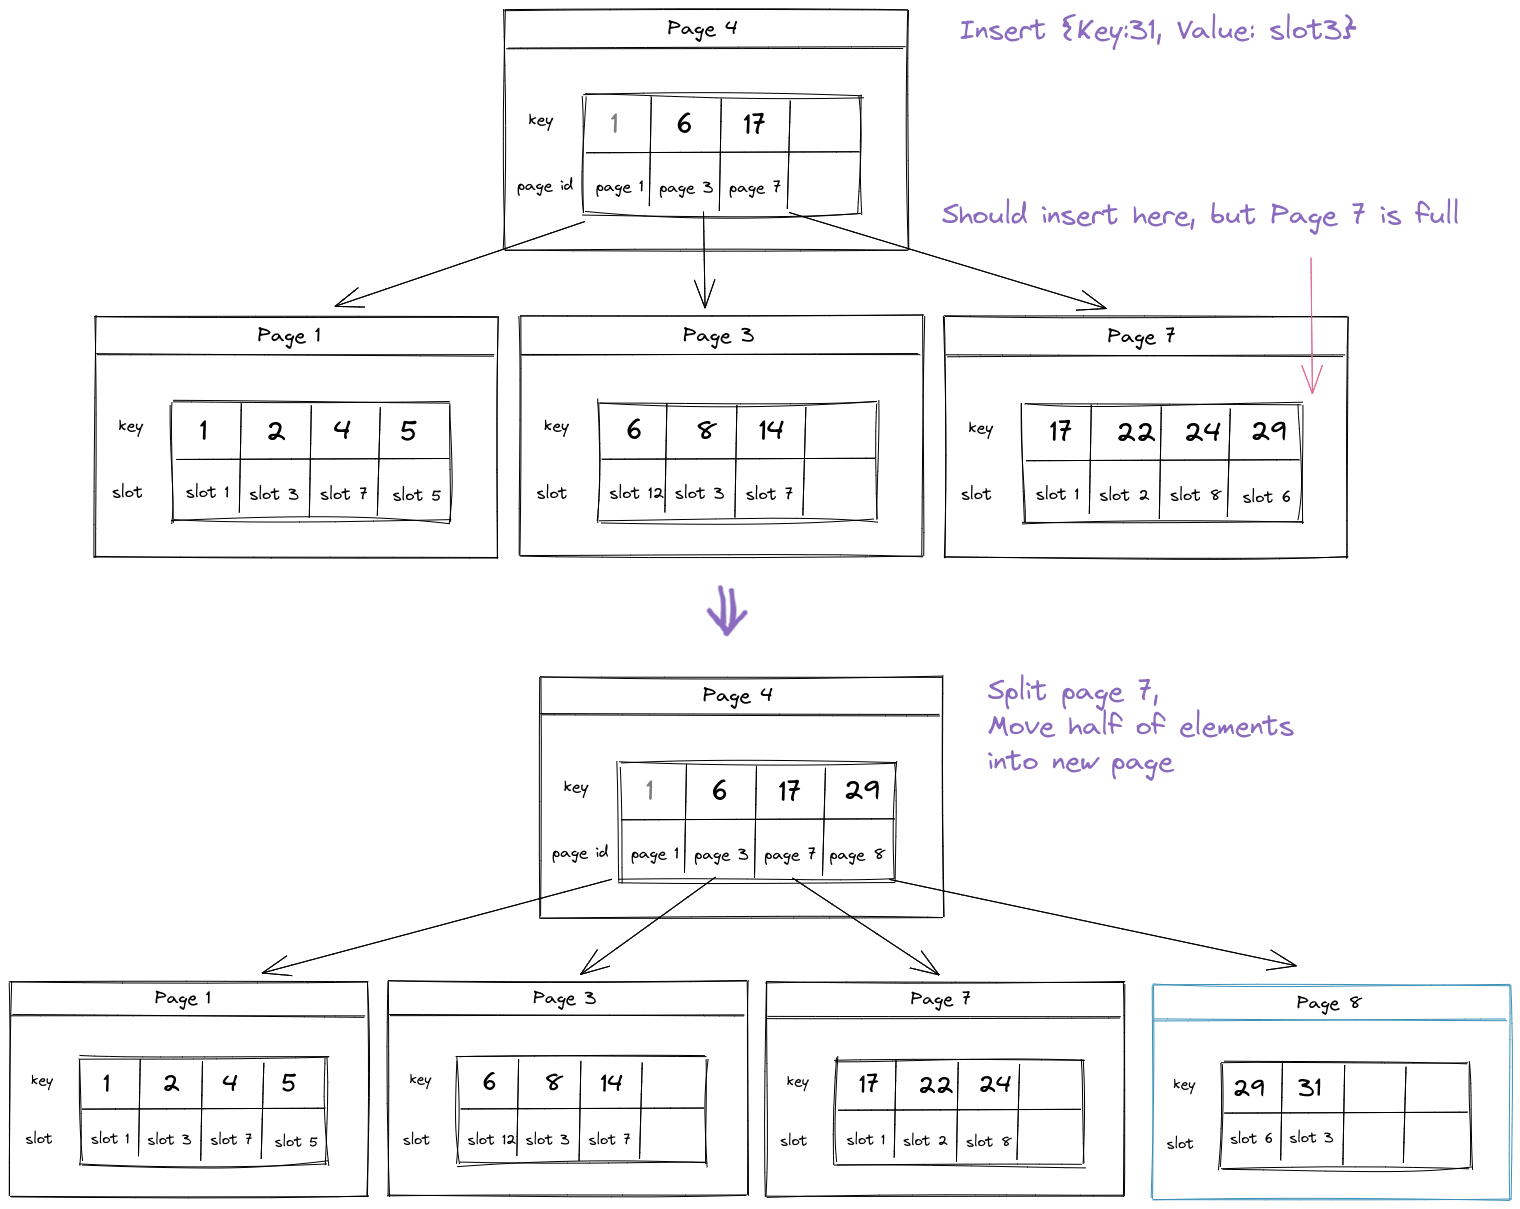 Page 4
Insert {Key:31, Value: slot3}
key 1 6 17
page id page 1 page 3 page 7
Should insert here, but Page 7 is full
Page 1
key 1 2 4 5
slot slot 1 slot 3 slot 7 slot 5
Page 3
key 6 8 14
slot slot 12 slot 3 slot 7
Page 7
key 17 22 24 29
slot slot 1 slot 2 slot 8 slot 6
Page 4
Split page 7,
Move half of elements
into new page
key 1 6 17 29
page id page 1 page 3 page 7 page 8
Page 1
key 1 2 4 5
slot slot 1 slot 3 slot 7 slot 5
Page 3
key 6 8 14
slot slot 12 slot 3 slot 7
Page 7
key 17 22 24
slot slot 1 slot 2 slot 8
Page 8
key 29 31
slot slot 6 slot 3